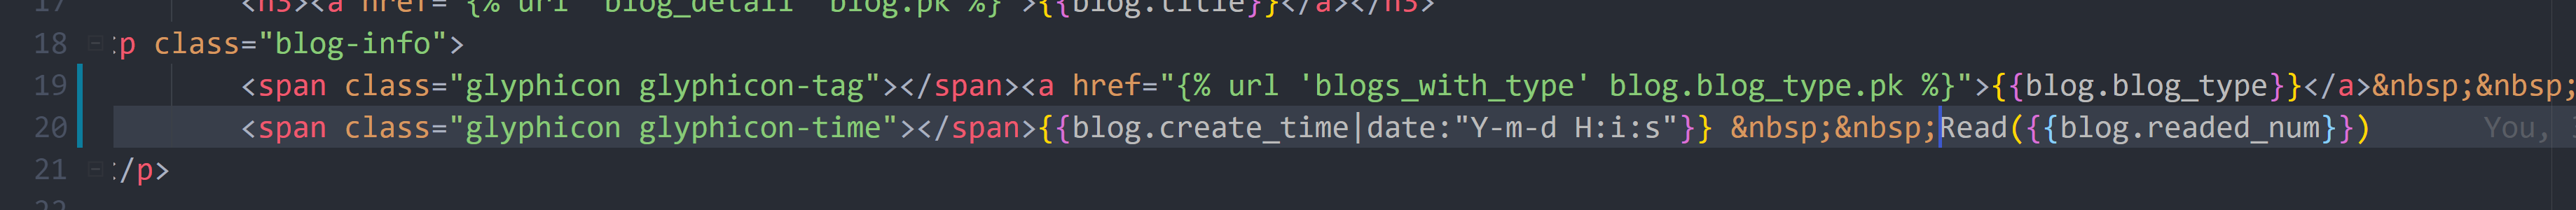 17 <h3><a href="{% url 'blog_detail' blog.pk %}">{{blog.title}}</a></h3>
18 <p class="blog-info">
19 <span class="glyphicon glyphicon-tag"></span><a href="{% url 'blogs_with_type' blog.blog_type.pk %}">{{blog.blog_type}}</a>&nbsp;&nbsp;
20 <span class="glyphicon glyphicon-time"></span>{{blog.create_time|date:"Y-m-d H:i:s"}} &nbsp;&nbsp;Read({{blog.readed_num}}) You,
21 </p>
22